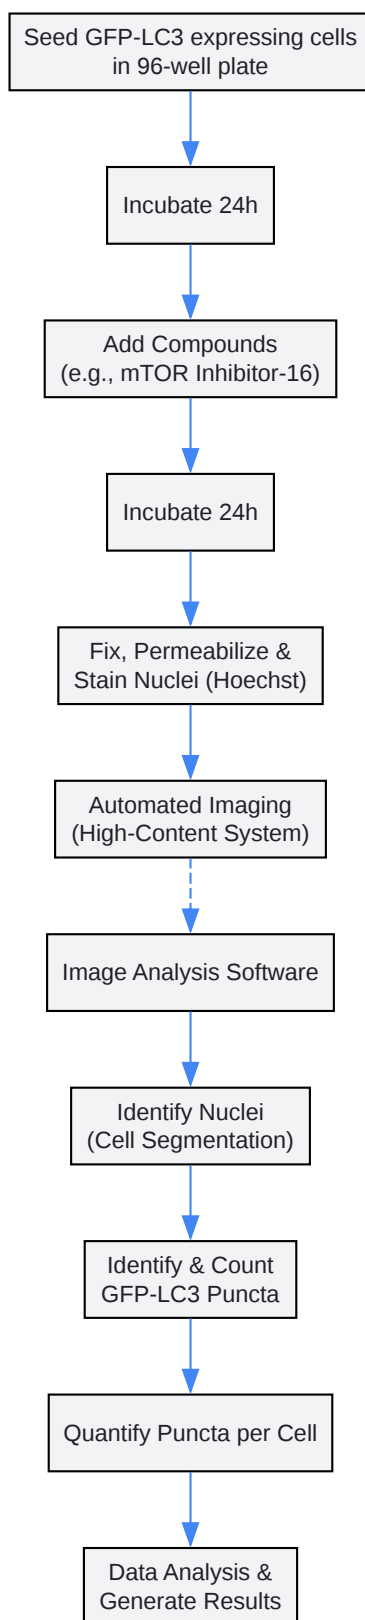 Seed GFP-LC3 expressing cells
in 96-well plate
Incubate 24h
Add Compounds
(e.g., mTOR Inhibitor-16)
Incubate 24h
Fix, Permeabilize &
Stain Nuclei (Hoechst)
Automated Imaging
(High-Content System)
Image Analysis Software
Identify Nuclei
(Cell Segmentation)
Identify & Count
GFP-LC3 Puncta
Quantify Puncta per Cell
Data Analysis &
Generate Results